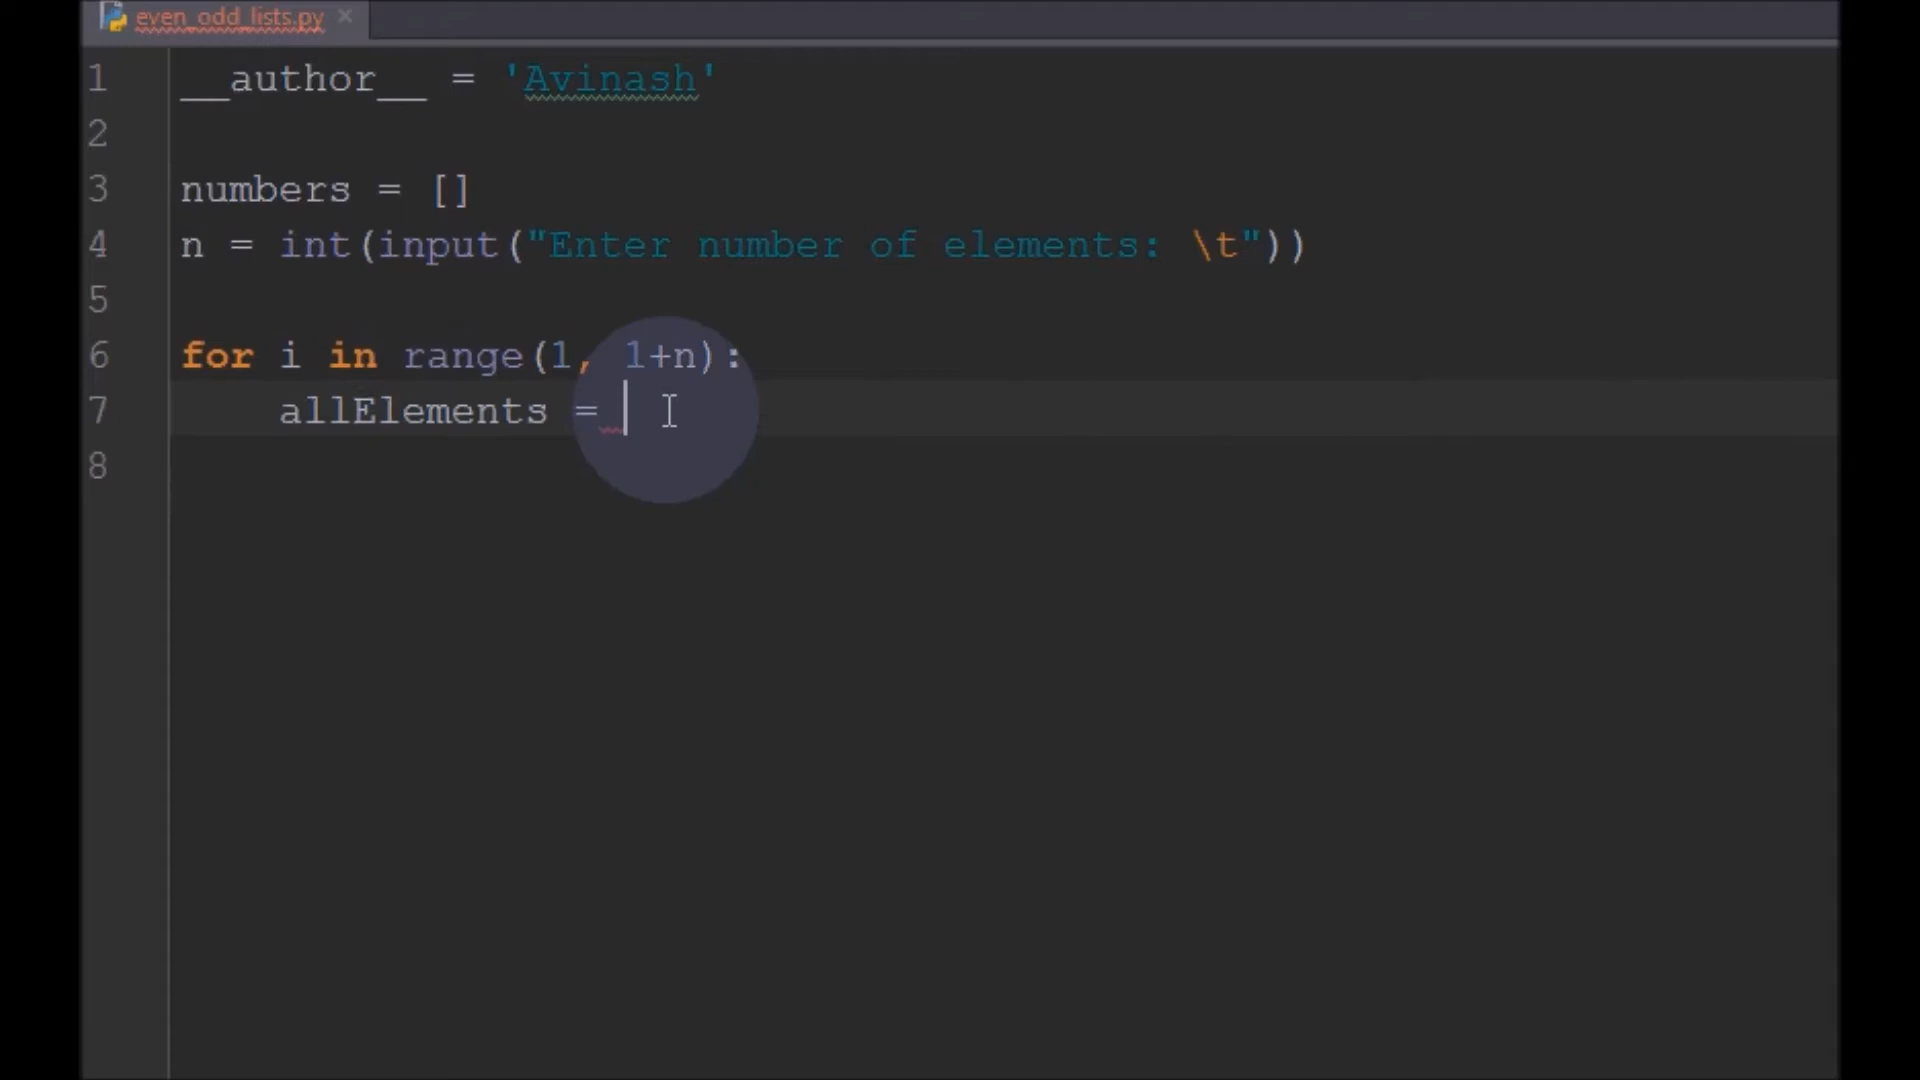 even_odd_lists.py
1 __author__ = 'Avinash'
2
3 numbers = []
4 n = int(input("Enter number of elements: \t"))
5
6 for i in range(1, 1+n):
7     allElements =
8